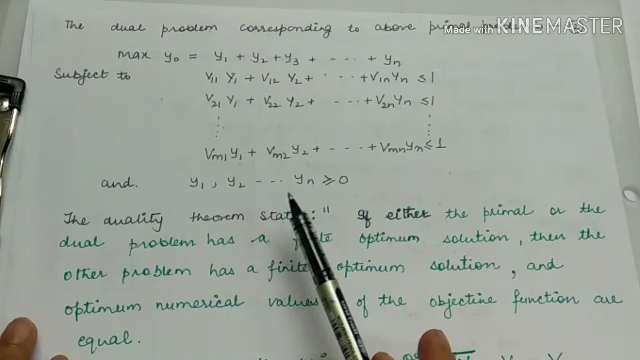 The dual problem corresponding to above primal
Made with KINEMASTER
max y₀ = y₁ + y₂ + y₃ + --- + yₙ
Subject to V₁₁ y₁ + V₁₂ y₂ + ---- + V₁ₙ yₙ ≤ 1
V₂₁ y₁ + V₂₂ y₂ + ---- + V₂ₙ yₙ ≤ 1
Vₘ₁ y₁ + Vₘ₂ y₂ + ---- + Vₘₙ yₙ ≤ 1
and. y₁, y₂ ---- yₙ ≥ 0
The duality theorem states: " If either the primal or the
dual problem has a optimum solution, then the
other problem has a finite optimum solution, and
optimum numerical values of the objective function are
equal.